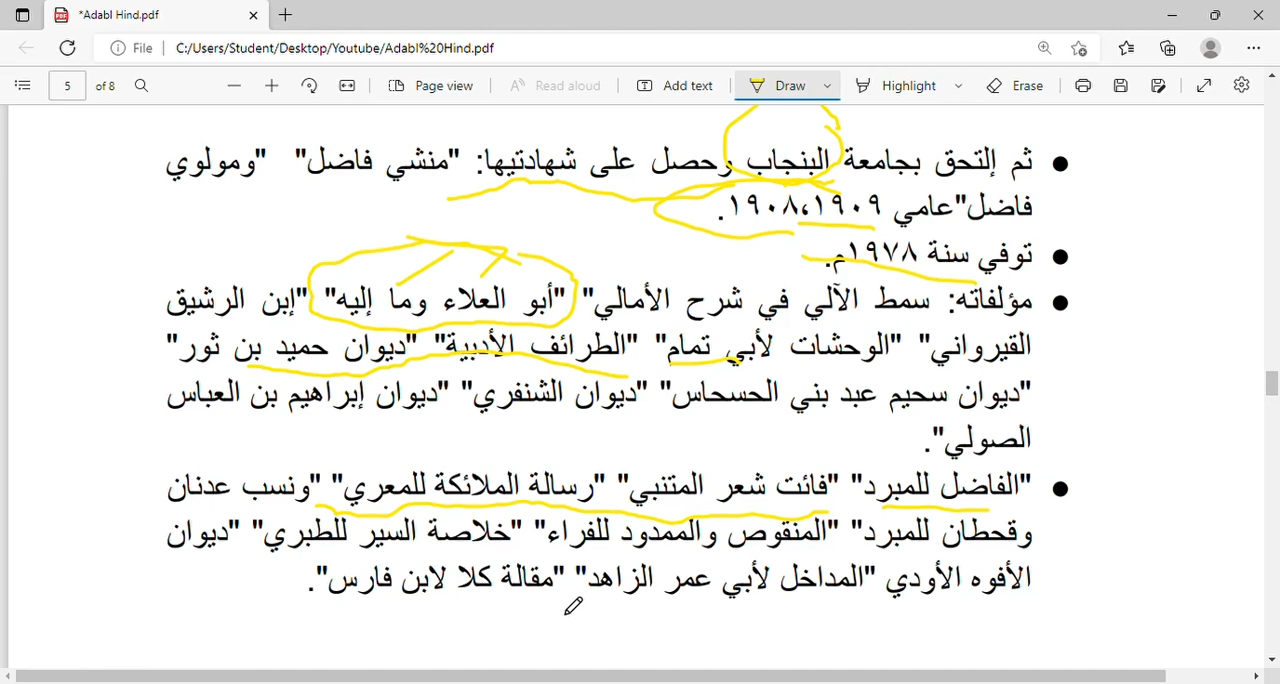 *AdabI Hind.pdf
File | C:/Users/Student/Desktop/Youtube/AdabI%20Hind.pdf
5 of 8 Page view Read aloud Add text Draw Highlight Erase
ثم إلتحق بجامعة البنجاب وحصل على شهادتيها: "منشي فاضل" "ومولوي
فاضل"عامي ١٩٠٨،١٩٠٩.
توفي سنة ١٩٧٨م.
مؤلفاته: سمط الآلي في شرح الأمالي" "أبو العلاء وما إليه" "إبن الرشيق
القيرواني" "الوحشات لأبي تمام" "الطرائف الأدبية" "ديوان حميد بن ثور"
"ديوان سحيم عبد بني الحسحاس" "ديوان الشنفري" "ديوان إبراهيم بن العباس
الصولي".
"الفاضل للمبرد" "فائت شعر المتنبي" "رسالة الملائكة للمعري" "ونسب عدنان
وقحطان للمبرد" "المنقوص والممدود للفراء" "خلاصة السير للطبري" "ديوان
الأفوه الأودي "المداخل لأبي عمر الزاهد" "مقالة كلا لابن فارس".